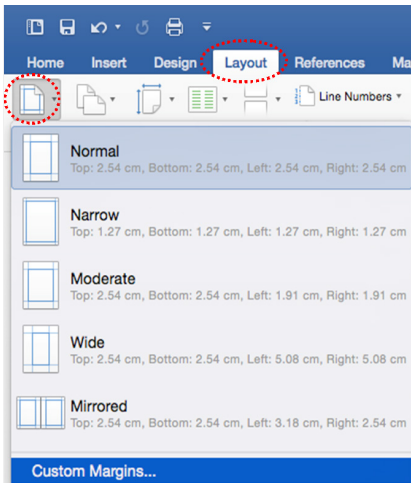 Home Insert Design Layout References Ma
Line Numbers
Normal
Top: 2.54 cm, Bottom: 2.54 cm, Left: 2.54 cm, Right: 2.54 cm
Narrow
Top: 1.27 cm, Bottom: 1.27 cm, Left: 1.27 cm, Right: 1.27 cm
Moderate
Top: 2.54 cm, Bottom: 2.54 cm, Left: 1.91 cm, Right: 1.91 cm
Wide
Top: 2.54 cm, Bottom: 2.54 cm, Left: 5.08 cm, Right: 5.08 cm
Mirrored
Top: 2.54 cm, Bottom: 2.54 cm, Left: 3.18 cm, Right: 2.54 cm
Custom Margins...